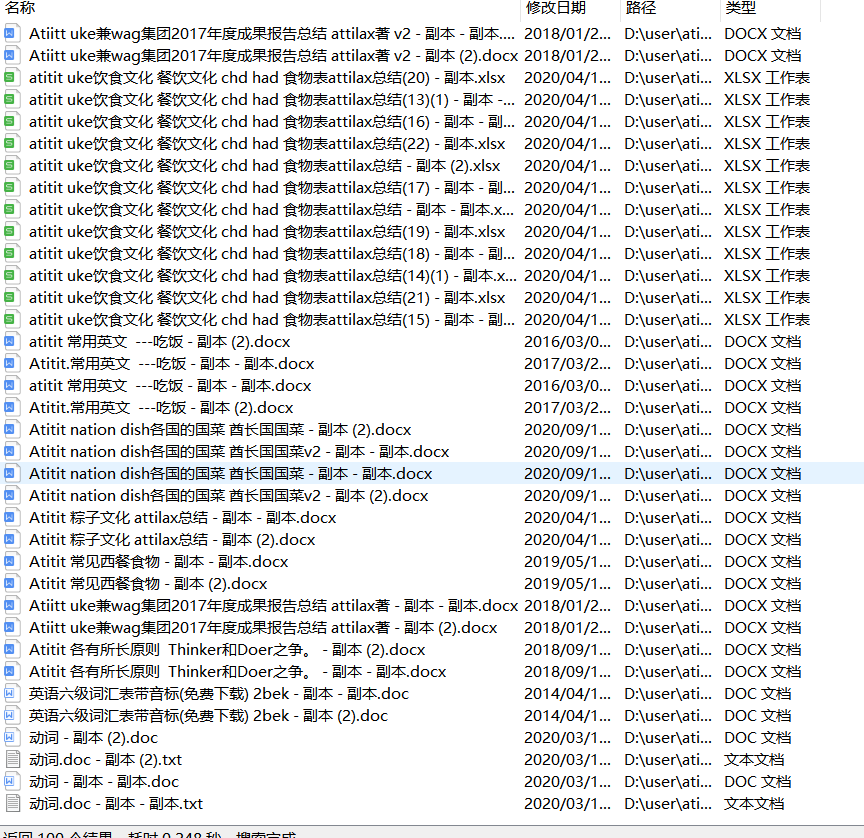 名称 修改日期 路径 类型
Atiitt uke兼wag集团2017年度成果报告总结 attilax著 v2 - 副本 - 副本.... 2018/01/2... D:\user\ati... DOCX 文档
Atiitt uke兼wag集团2017年度成果报告总结 attilax著 v2 - 副本 (2).docx 2018/01/2... D:\user\ati... DOCX 文档
atitit uke饮食文化 餐饮文化 chd had 食物表attilax总结(20) - 副本.xlsx 2020/04/1... D:\user\ati... XLSX 工作表
atitit uke饮食文化 餐饮文化 chd had 食物表attilax总结(13)(1) - 副本 -... 2020/04/1... D:\user\ati... XLSX 工作表
atitit uke饮食文化 餐饮文化 chd had 食物表attilax总结(16) - 副本 - 副... 2020/04/1... D:\user\ati... XLSX 工作表
atitit uke饮食文化 餐饮文化 chd had 食物表attilax总结(22) - 副本.xlsx 2020/04/1... D:\user\ati... XLSX 工作表
atitit uke饮食文化 餐饮文化 chd had 食物表attilax总结 - 副本 (2).xlsx 2020/04/1... D:\user\ati... XLSX 工作表
atitit uke饮食文化 餐饮文化 chd had 食物表attilax总结(17) - 副本 - 副... 2020/04/1... D:\user\ati... XLSX 工作表
atitit uke饮食文化 餐饮文化 chd had 食物表attilax总结 - 副本 - 副本.x... 2020/04/1... D:\user\ati... XLSX 工作表
atitit uke饮食文化 餐饮文化 chd had 食物表attilax总结(19) - 副本.xlsx 2020/04/1... D:\user\ati... XLSX 工作表
atitit uke饮食文化 餐饮文化 chd had 食物表attilax总结(18) - 副本 - 副... 2020/04/1... D:\user\ati... XLSX 工作表
atitit uke饮食文化 餐饮文化 chd had 食物表attilax总结(14)(1) - 副本.x... 2020/04/1... D:\user\ati... XLSX 工作表
atitit uke饮食文化 餐饮文化 chd had 食物表attilax总结(21) - 副本.xlsx 2020/04/1... D:\user\ati... XLSX 工作表
atitit uke饮食文化 餐饮文化 chd had 食物表attilax总结(15) - 副本 - 副... 2020/04/1... D:\user\ati... XLSX 工作表
atitit 常用英文 ---吃饭 - 副本 (2).docx 2016/03/0... D:\user\ati... DOCX 文档
Atitit.常用英文 ---吃饭 - 副本 - 副本.docx 2017/03/2... D:\user\ati... DOCX 文档
atitit 常用英文 ---吃饭 - 副本 - 副本.docx 2016/03/0... D:\user\ati... DOCX 文档
Atitit.常用英文 ---吃饭 - 副本 (2).docx 2017/03/2... D:\user\ati... DOCX 文档
Atitit nation dish各国的国菜 酋长国国菜 - 副本 (2).docx 2020/09/1... D:\user\ati... DOCX 文档
Atitit nation dish各国的国菜 酋长国国菜v2 - 副本 - 副本.docx 2020/09/1... D:\user\ati... DOCX 文档
Atitit nation dish各国的国菜 酋长国国菜 - 副本 - 副本.docx 2020/09/1... D:\user\ati... DOCX 文档
Atitit nation dish各国的国菜 酋长国国菜v2 - 副本 (2).docx 2020/09/1... D:\user\ati... DOCX 文档
Atitit 粽子文化 attilax总结 - 副本 - 副本.docx 2020/04/1... D:\user\ati... DOCX 文档
Atitit 粽子文化 attilax总结 - 副本 (2).docx 2020/04/1... D:\user\ati... DOCX 文档
Atitit 常见西餐食物 - 副本 - 副本.docx 2019/05/1... D:\user\ati... DOCX 文档
Atitit 常见西餐食物 - 副本 (2).docx 2019/05/1... D:\user\ati... DOCX 文档
Atiitt uke兼wag集团2017年度成果报告总结 attilax著 - 副本 - 副本.docx 2018/01/2... D:\user\ati... DOCX 文档
Atiitt uke兼wag集团2017年度成果报告总结 attilax著 - 副本 (2).docx 2018/01/2... D:\user\ati... DOCX 文档
Atitit 各有所长原则 Thinker和Doer之争。 - 副本 (2).docx 2018/09/1... D:\user\ati... DOCX 文档
Atitit 各有所长原则 Thinker和Doer之争。 - 副本 - 副本.docx 2018/09/1... D:\user\ati... DOCX 文档
英语六级词汇表带音标(免费下载) 2bek - 副本 - 副本.doc 2014/04/1... D:\user\ati... DOC 文档
英语六级词汇表带音标(免费下载) 2bek - 副本 (2).doc 2014/04/1... D:\user\ati... DOC 文档
动词 - 副本 (2).doc 2020/03/1... D:\user\ati... DOC 文档
动词.doc - 副本 (2).txt 2020/03/1... D:\user\ati... 文本文档
动词 - 副本 - 副本.doc 2020/03/1... D:\user\ati... DOC 文档
动词.doc - 副本 - 副本.txt 2020/03/1... D:\user\ati... 文本文档